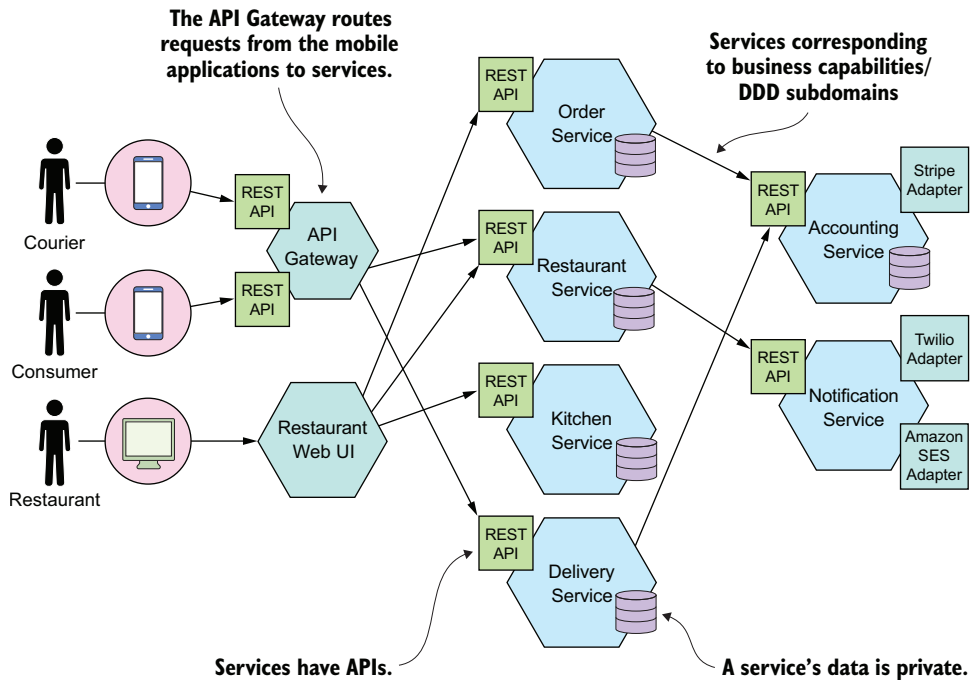 The API Gateway routes
requests from the mobile
applications to services.
Services corresponding
to business capabilities/
DDD subdomains
REST
API
Order
Service
Courier
REST
API
API
Gateway
REST
API
Consumer
REST
API
Restaurant
Service
REST
API
Accounting
Service
Stripe
Adapter
Restaurant
Restaurant
Web UI
REST
API
Kitchen
Service
REST
API
Notification
Service
Twilio
Adapter
Amazon
SES
Adapter
REST
API
Delivery
Service
Services have APIs.
A service’s data is private.